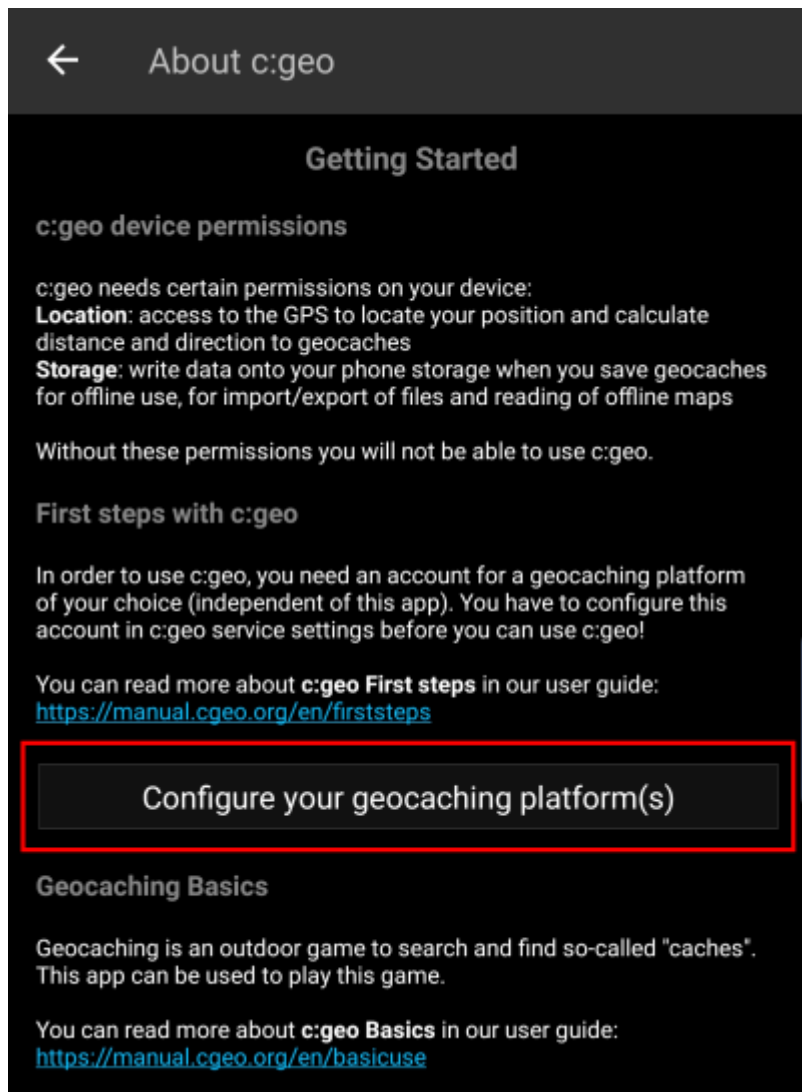 About c:geo
Getting Started
c:geo device permissions
c:geo needs certain permissions on your device:
Location: access to the GPS to locate your position and calculate
distance and direction to geocaches
Storage: write data onto your phone storage when you save geocaches
for offline use, for import/export of files and reading of offline maps
Without these permissions you will not be able to use c:geo.
First steps with c:geo
In order to use c:geo, you need an account for a geocaching platform
of your choice (independent of this app). You have to configure this
account in c:geo service settings before you can use c:geo!
You can read more about c:geo First steps in our user guide:
https://manual.cgeo.org/en/firststeps
Configure your geocaching platform(s)
Geocaching Basics
Geocaching is an outdoor game to search and find so-called "caches".
This app can be used to play this game.
You can read more about c:geo Basics in our user guide:
https://manual.cgeo.org/en/basicuse